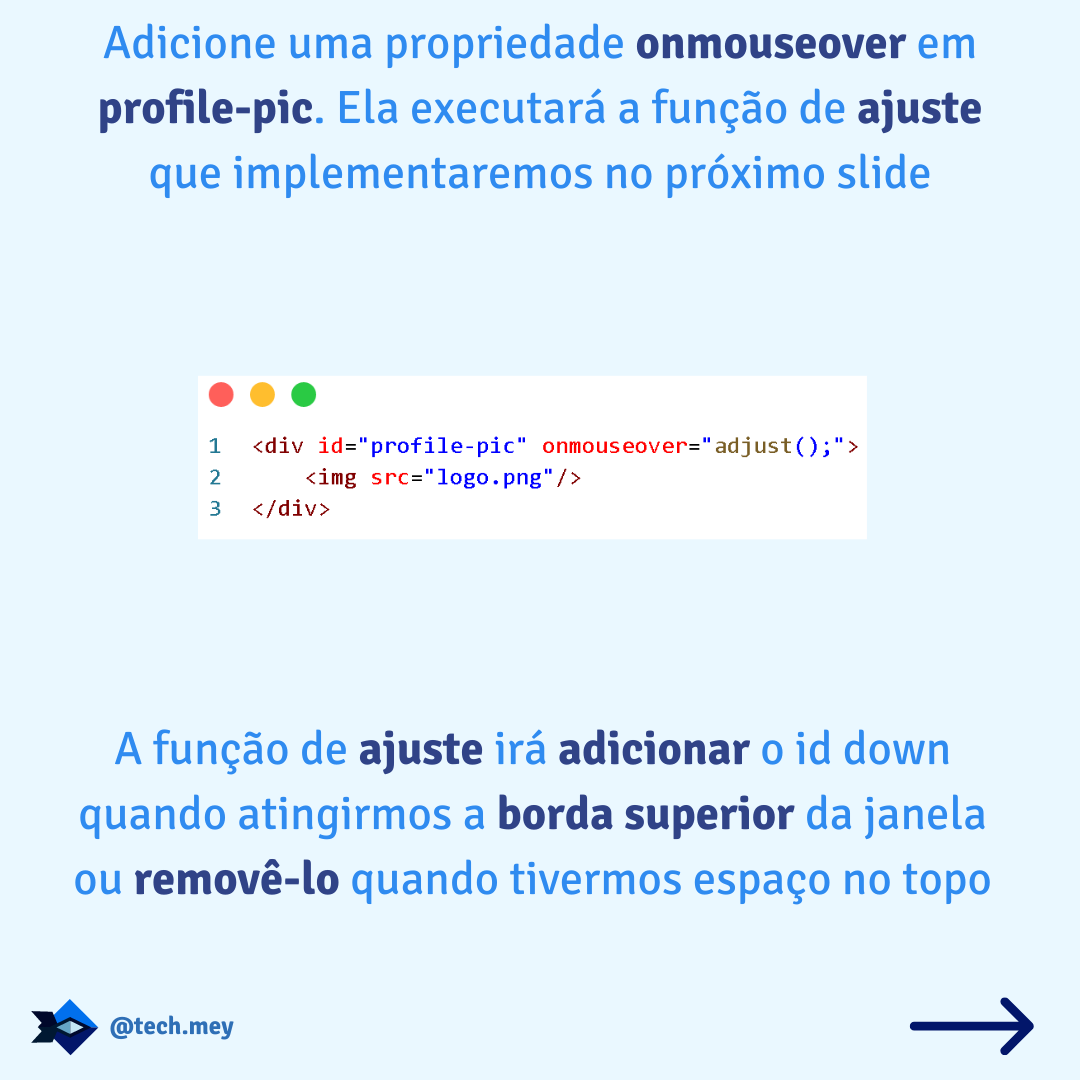 Adicione uma propriedade onmouseover em
profile-pic. Ela executará a função de ajuste
que implementaremos no próximo slide
1 <div id="profile-pic" onmouseover="adjust();">
2     <img src="logo.png"/>
3 </div>
A função de ajuste irá adicionar o id down
quando atingirmos a borda superior da janela
ou removê-lo quando tivermos espaço no topo
@tech.mey